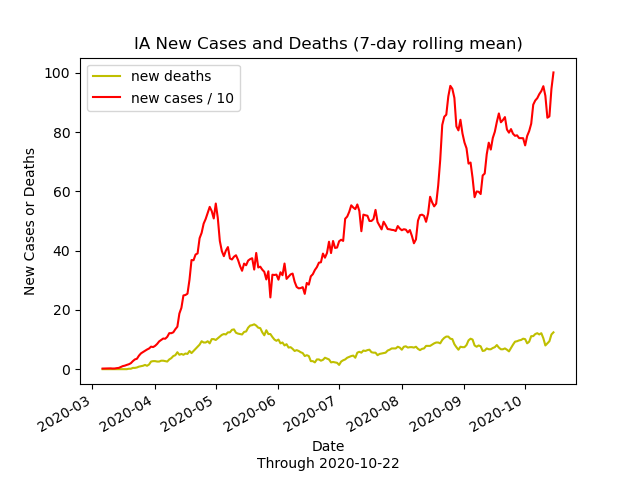 IA New Cases and Deaths (7-day rolling mean)
new deaths
new cases / 10
100
80
60
40
20
0
New Cases or Deaths
2020-03
2020-04
2020-05
2020-06
2020-07
2020-08
2020-09
2020-10
Date
Through 2020-10-22